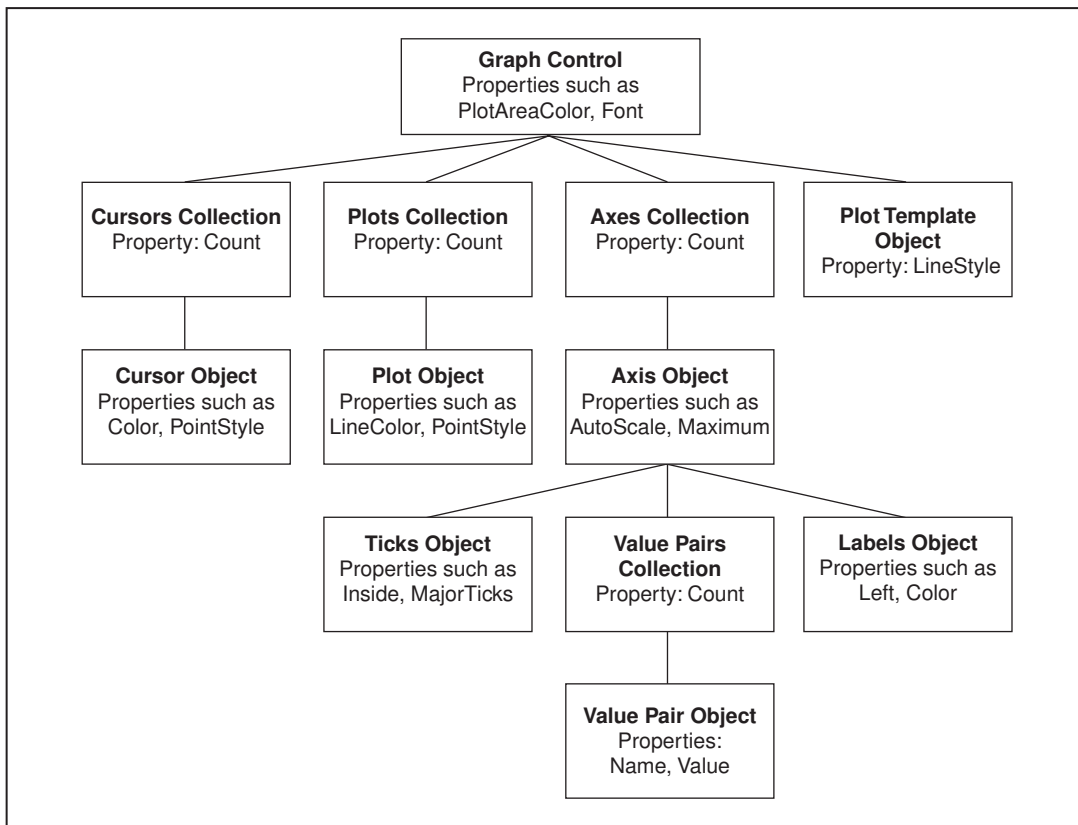 Graph Control
Properties such as
PlotAreaColor, Font
Cursors Collection
Property: Count
Plots Collection
Property: Count
Axes Collection
Property: Count
Plot Template
Object
Property: LineStyle
Cursor Object
Properties such as
Color, PointStyle
Plot Object
Properties such as
LineColor, PointStyle
Axis Object
Properties such as
AutoScale, Maximum
Ticks Object
Properties such as
Inside, MajorTicks
Value Pairs
Collection
Property: Count
Labels Object
Properties such as
Left, Color
Value Pair Object
Properties:
Name, Value